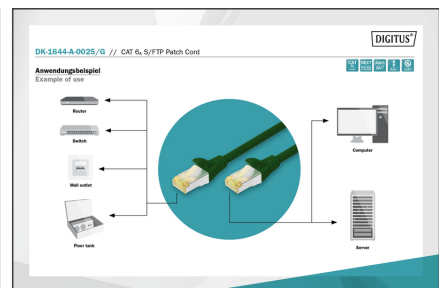 DIGITUS®
DK-1644-A-0025/G // CAT 6A S/FTP Patch Cord
Anwendungsbeispiel
Example of use
Router
Switch
Wall outlet
Floor tank
Computer
Server